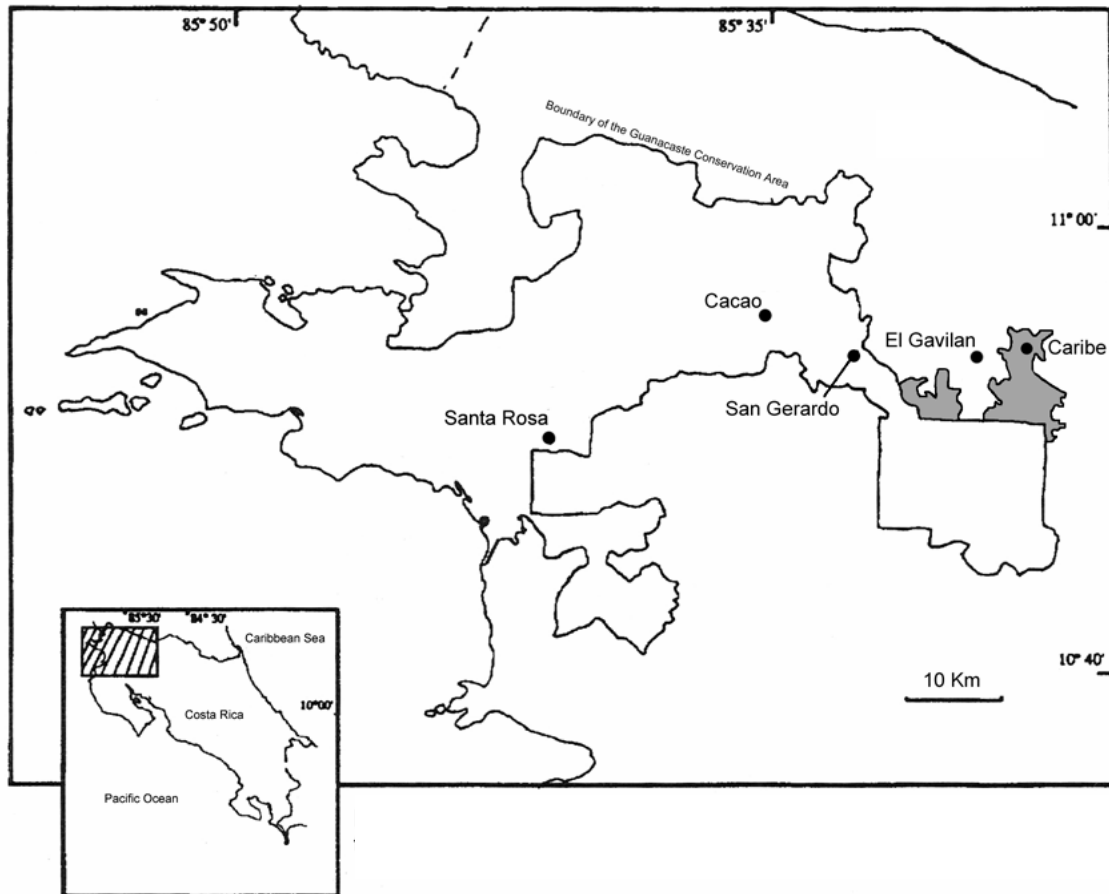 85° 50'
85° 35'
Boundary of the Guanacaste Conservation Area
11° 00'
Cacao
El Gavilan
Caribe
San Gerardo
Santa Rosa
10° 40'
10 Km
85° 30'
84° 30'
Caribbean Sea
10° 00'
Costa Rica
Pacific Ocean